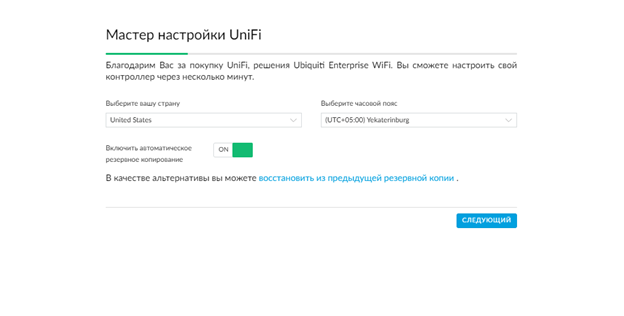 Мастер настройки UniFi
Благодарим Вас за покупку UniFi, решения Ubiquiti Enterprise WiFi. Вы сможете настроить свой
контроллер через несколько минут.
Выберите вашу страну
Выберите часовой пояс
United States
(UTC+05:00) Yekaterinburg
Включить автоматическое
резервное копирование
ON
В качестве альтернативы вы можете восстановить из предыдущей резервной копии .
СЛЕДУЮЩИЙ